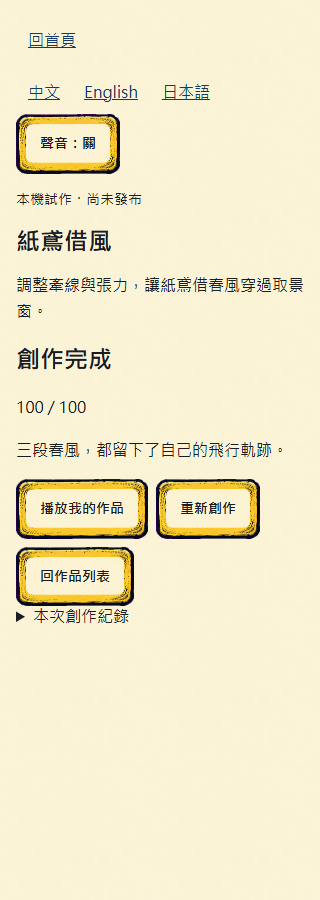 回首頁
中文 English 日本語
聲音：關
本機試作・尚未發布
紙鳶借風
調整牽線與張力，讓紙鳶借春風穿過取景
窗。
創作完成
100 / 100
三段春風，都留下了自己的飛行軌跡。
播放我的作品 重新創作
回作品列表
▶ 本次創作紀錄